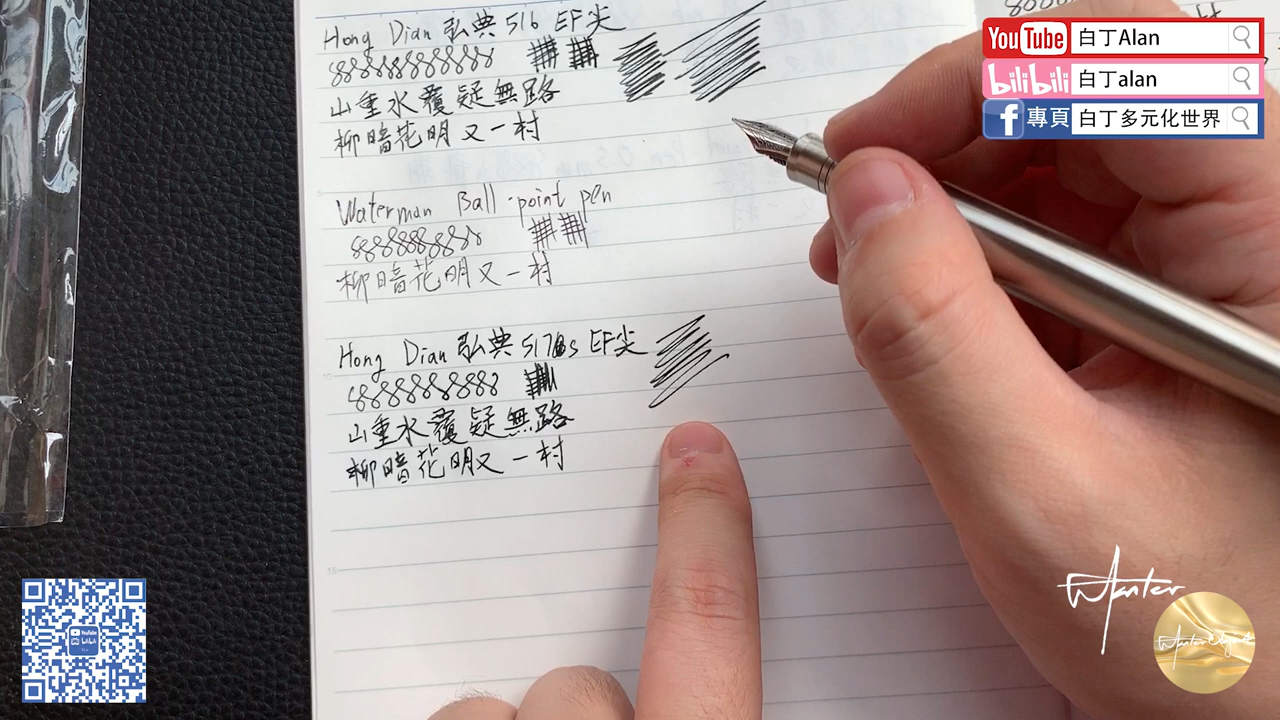 Hong Dian 弘典 516 EF尖
888888888888
山重水覆疑無路
柳暗花明又一村
Waterman Ball-point pen
888888888
柳暗花明又一村
Hong Dian 弘典 517Bs EF尖
8888888888
山重水覆疑無路
柳暗花明又一村
YouTube 白丁Alan
bilibili 白丁alan
f 專頁 白丁多元化世界